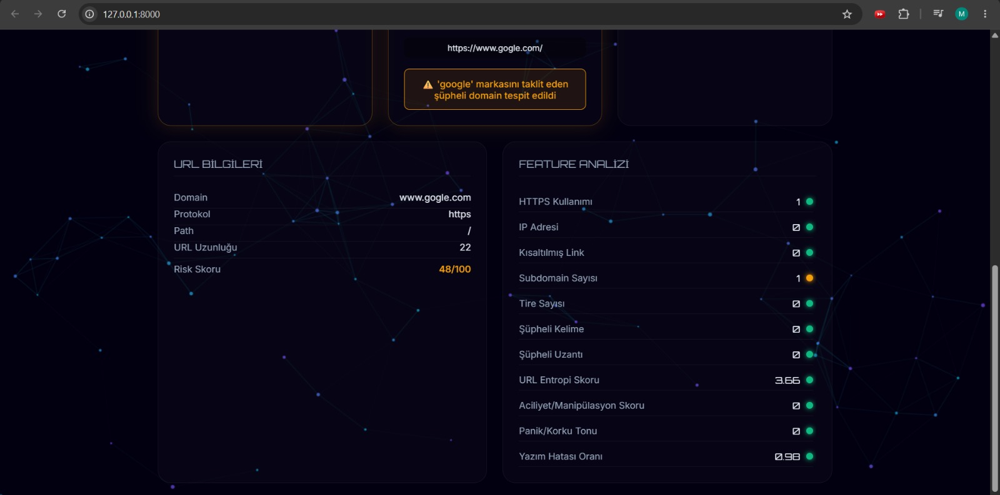 127.0.0.1:8000
M
https://www.gogle.com/
⚠ 'google' markasını taklit eden
şüpheli domain tespit edildi
URL BİLGİLERİ
Domain www.gogle.com
Protokol https
Path /
URL Uzunluğu 22
Risk Skoru 48/100
FEATURE ANALİZİ
HTTPS Kullanımı 1
IP Adresi 0
Kısaltılmış Link 0
Subdomain Sayısı 1
Tire Sayısı 0
Şüpheli Kelime 0
Şüpheli Uzantı 0
URL Entropi Skoru 3.66
Aciliyet/Manipülasyon Skoru 0
Panik/Korku Tonu 0
Yazım Hatası Oranı 0.98